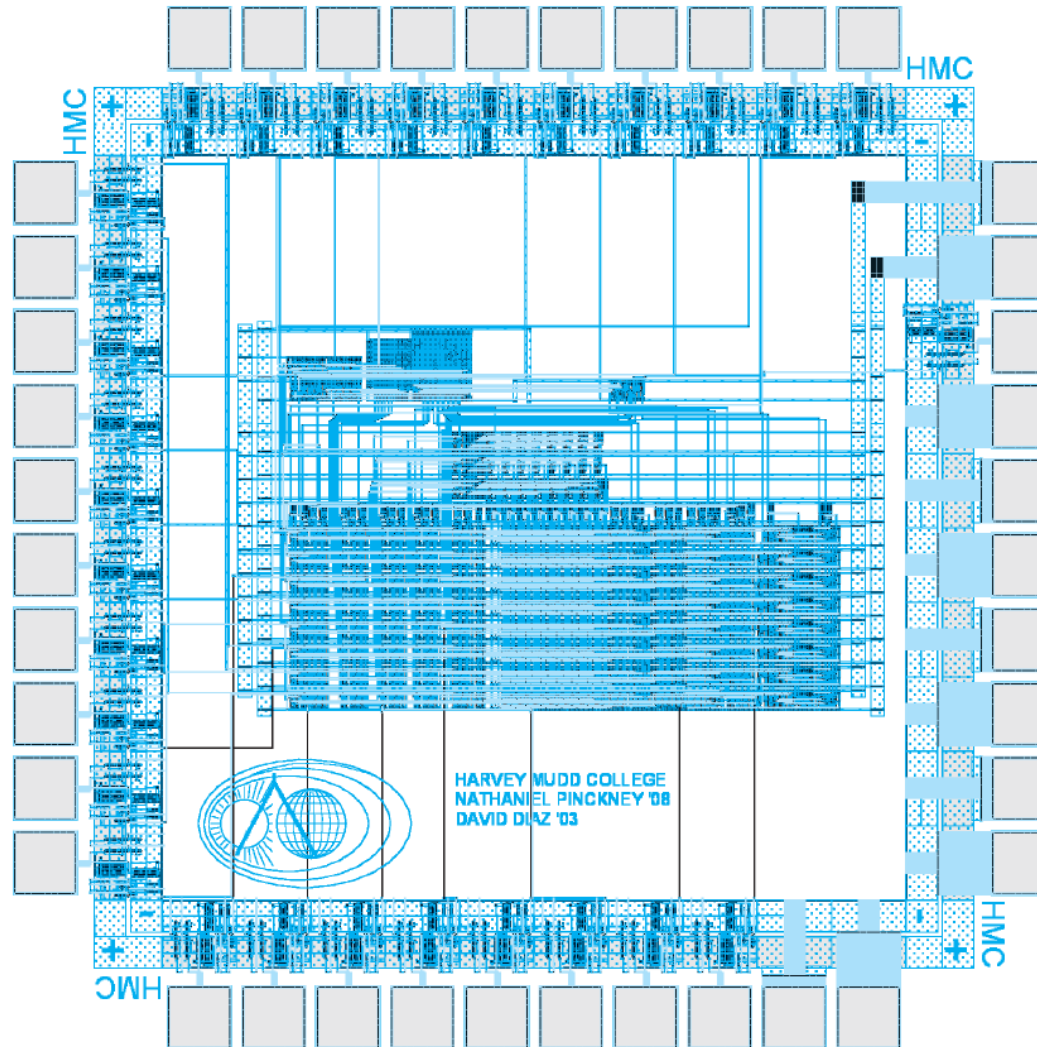 HMC
HMC
HARVEY MUDD COLLEGE
NATHANIEL PINCKNEY '08
DAVID DIAZ '03
HMC
HMC